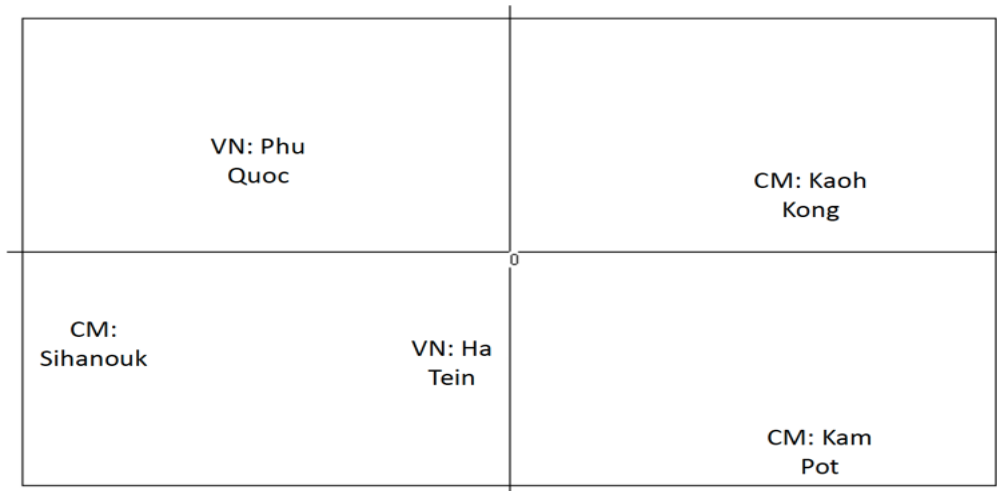 VN: Phu
Quoc
CM: Kaoh
Kong
0
CM:
Sihanouk
VN: Ha
Tein
CM: Kam
Pot